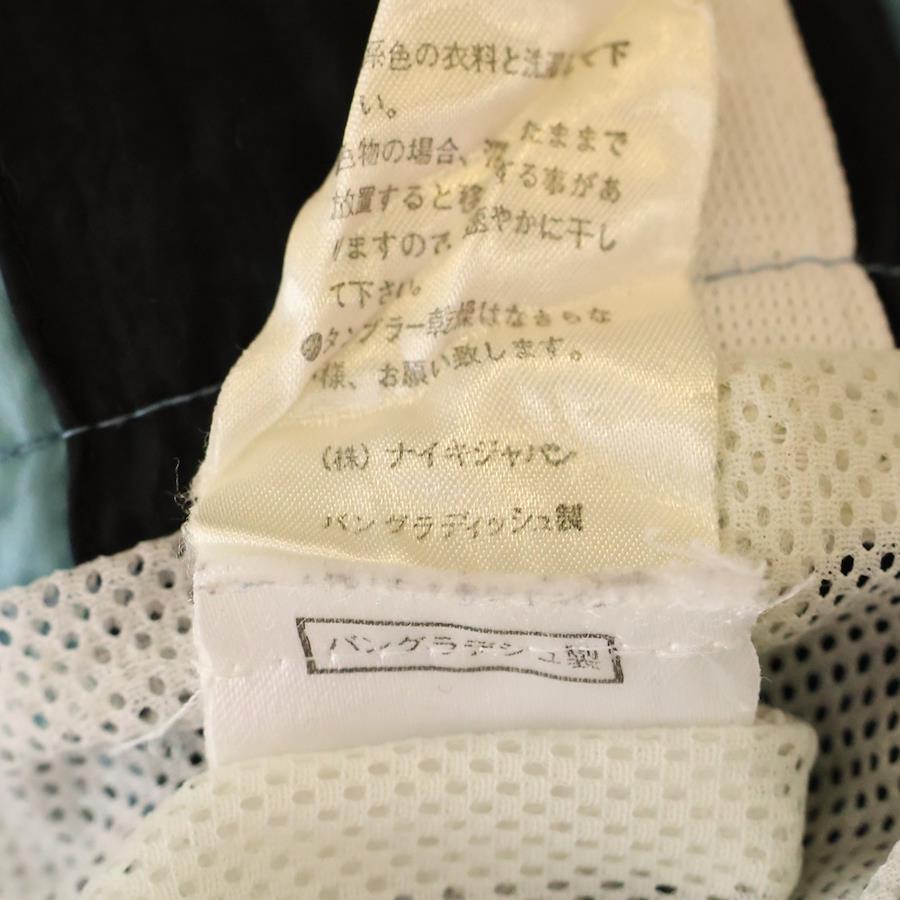 系色の衣料と洗濯して下
い。
色物の場合、濡たままで
放置すると移する事があ
りますので、速やかに干し
て下さい。
タンブラー乾燥はなさらな
様、お願い致します。
(株) ナイキジャパン
バングラディッシュ製
バングラデシュ製